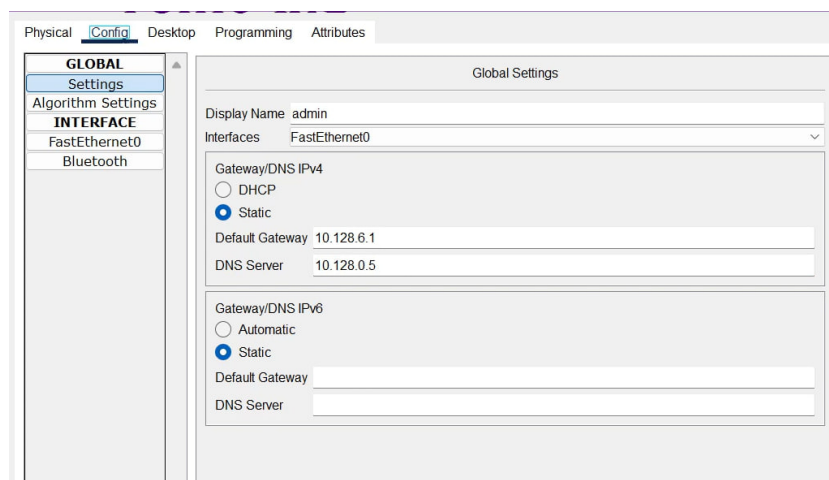 Physical Config Desktop Programming Attributes
GLOBAL
Settings
Algorithm Settings
INTERFACE
FastEthernet0
Bluetooth
Global Settings
Display Name admin
Interfaces FastEthernet0
Gateway/DNS IPv4
DHCP
Static
Default Gateway 10.128.6.1
DNS Server 10.128.0.5
Gateway/DNS IPv6
Automatic
Static
Default Gateway
DNS Server